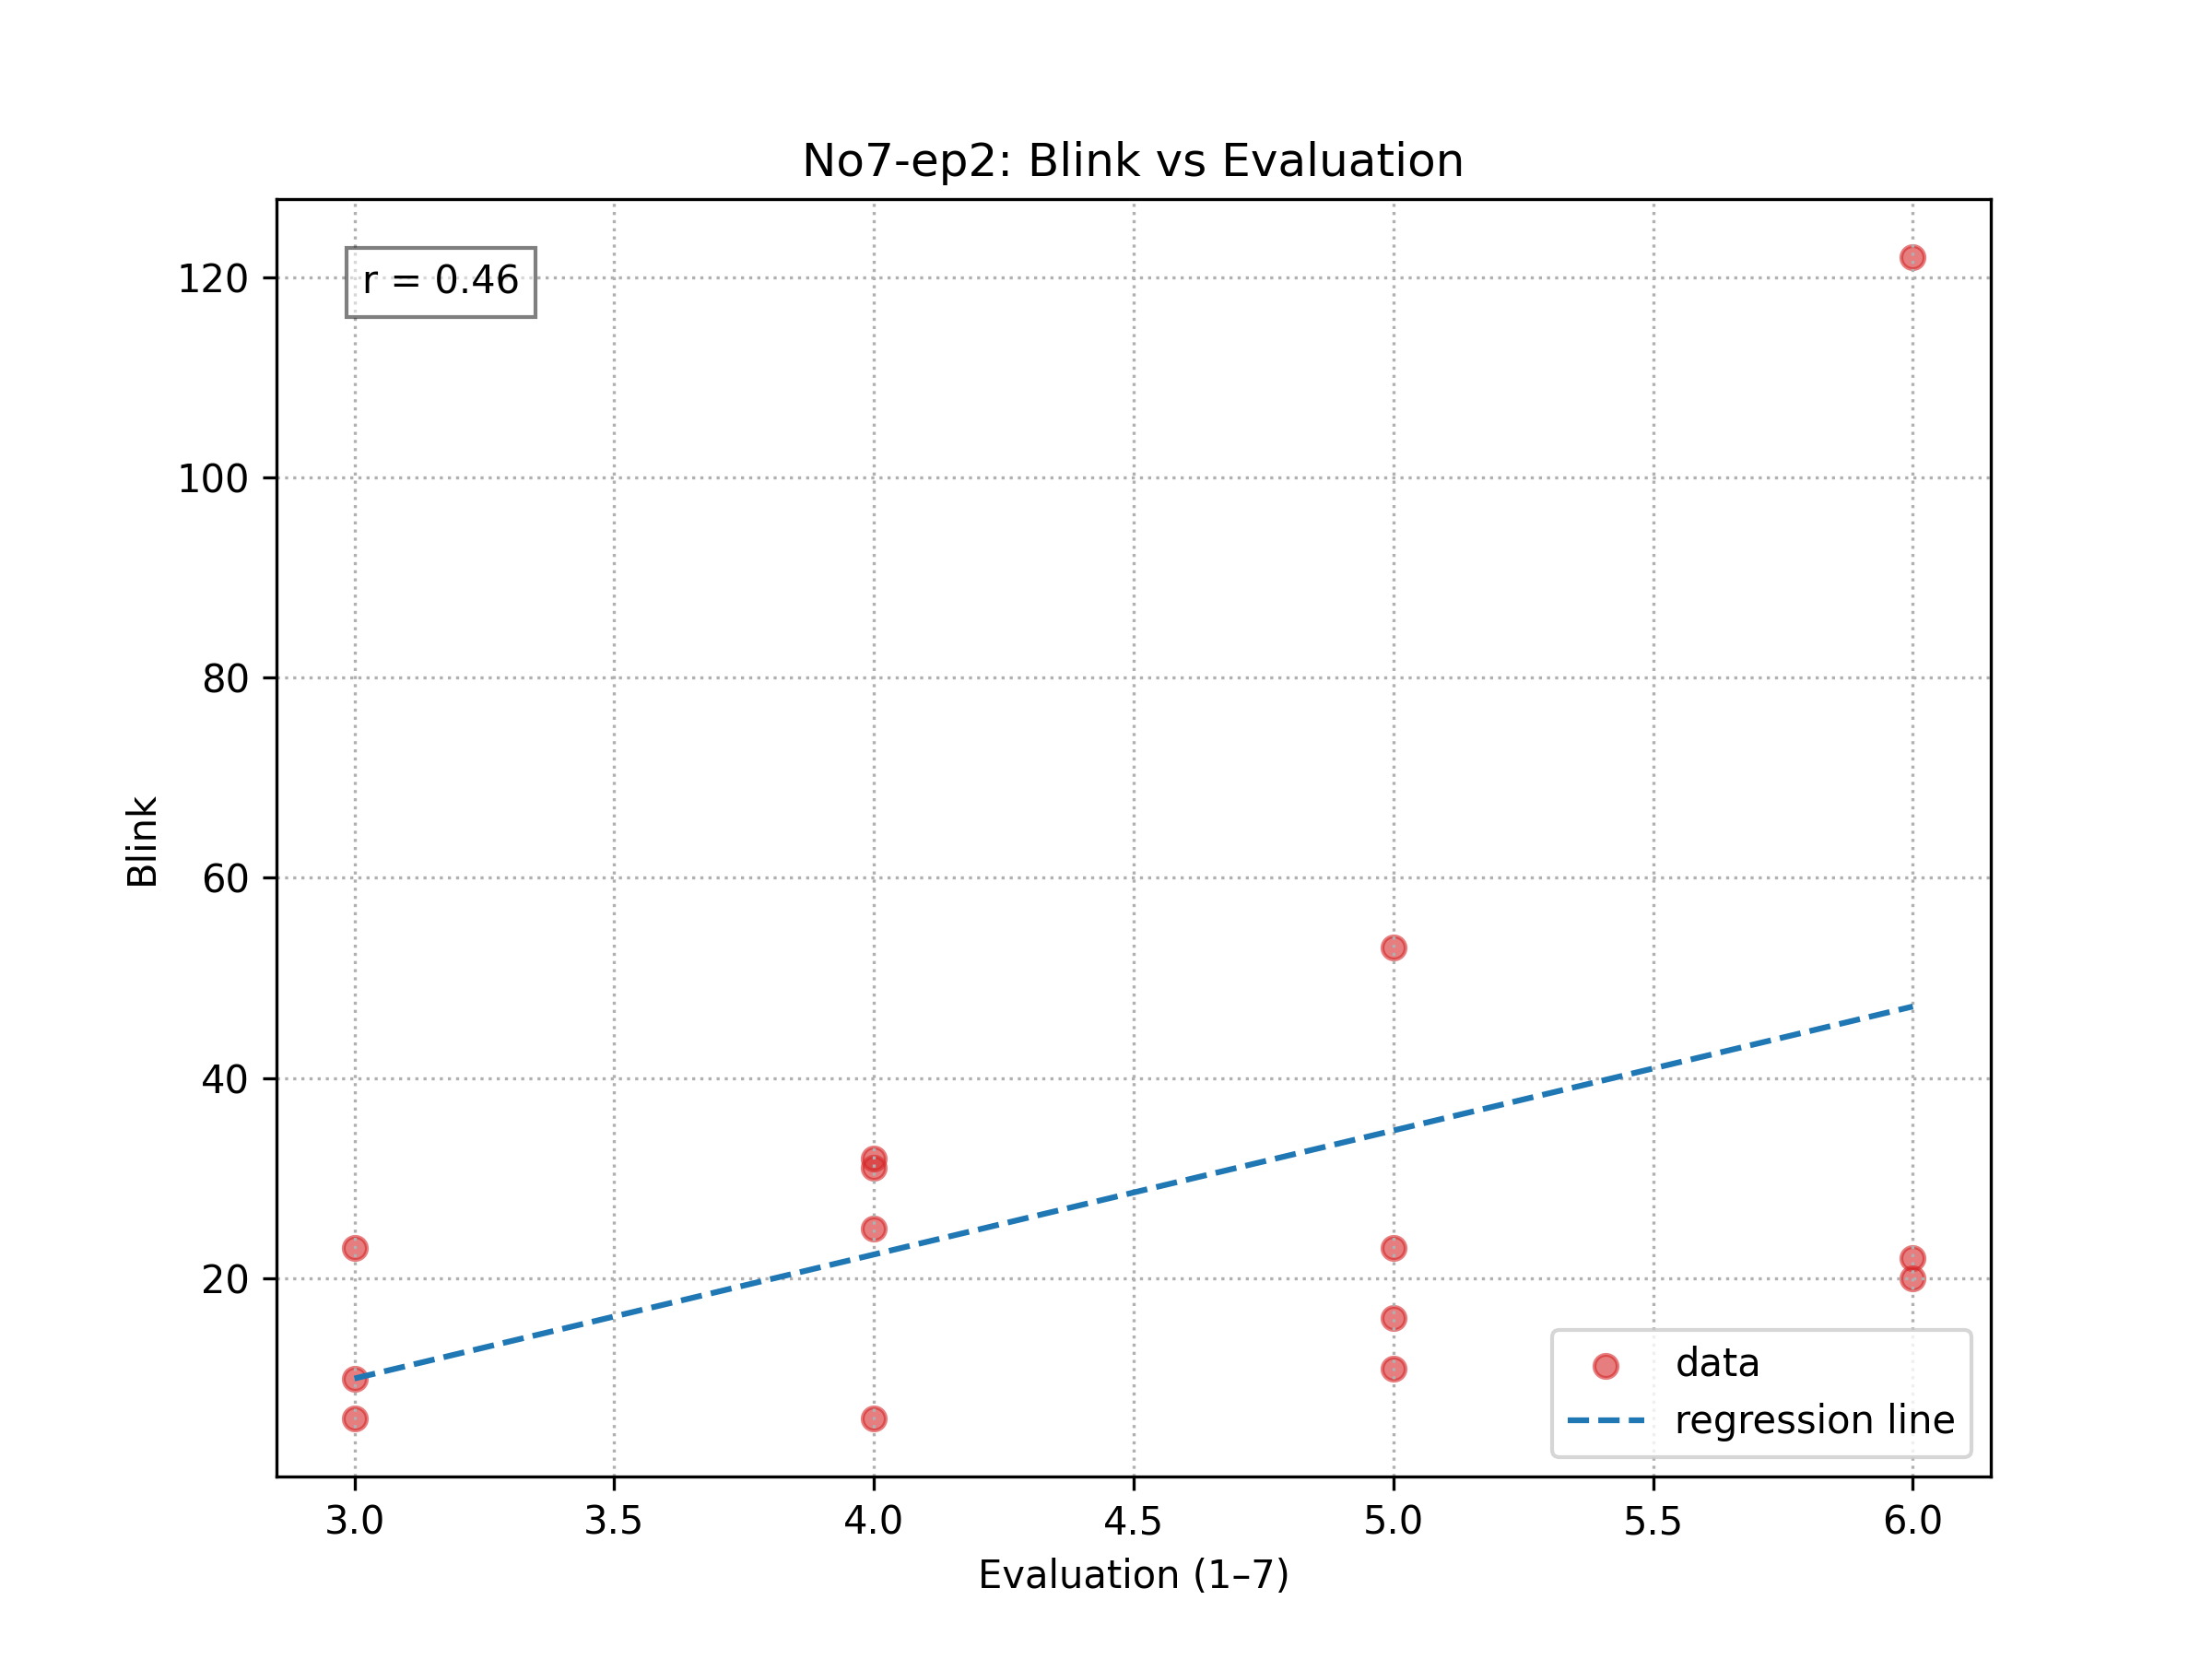 No7-ep2: Blink vs Evaluation
r = 0.46
120
100
80
60
40
20
Blink
data
regression line
3.0 3.5 4.0 4.5 5.0 5.5 6.0
Evaluation (1–7)